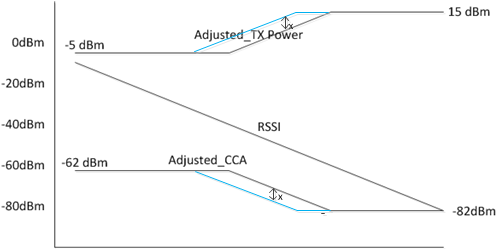 15 dBm
0dBm
-5 dBm
Adjusted_TX Power
x
-20dBm
-40dBm
RSSI
-60dBm
-62 dBm
Adjusted_CCA
x
-80dBm
-82dBm